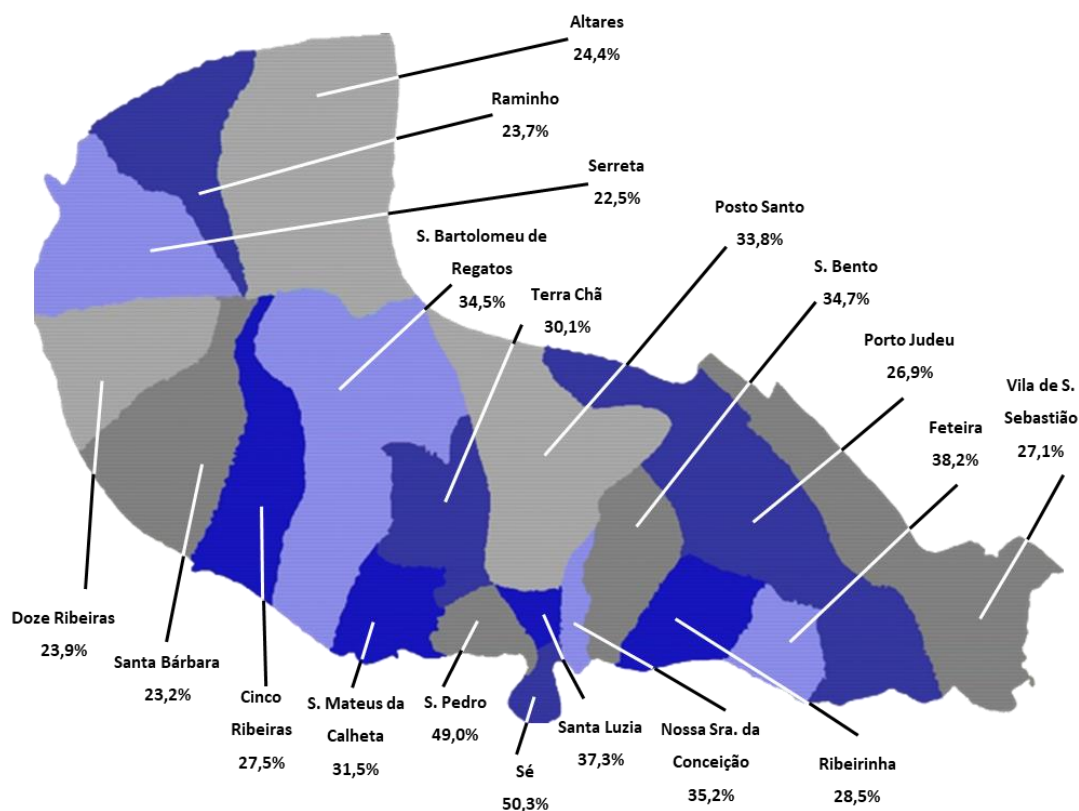 Altares
24,4%
Raminho
23,7%
Serreta
22,5%
S. Bartolomeu de
Regatos
34,5%
Terra Chã
30,1%
Posto Santo
33,8%
S. Bento
34,7%
Porto Judeu
26,9%
Feteira
38,2%
Vila de S.
Sebastião
27,1%
Doze Ribeiras
23,9%
Santa Bárbara
23,2%
Cinco
Ribeiras
27,5%
S. Mateus da
Calheta
31,5%
S. Pedro
49,0%
Sé
50,3%
Santa Luzia
37,3%
Nossa Sra. da
Conceição
35,2%
Ribeirinha
28,5%